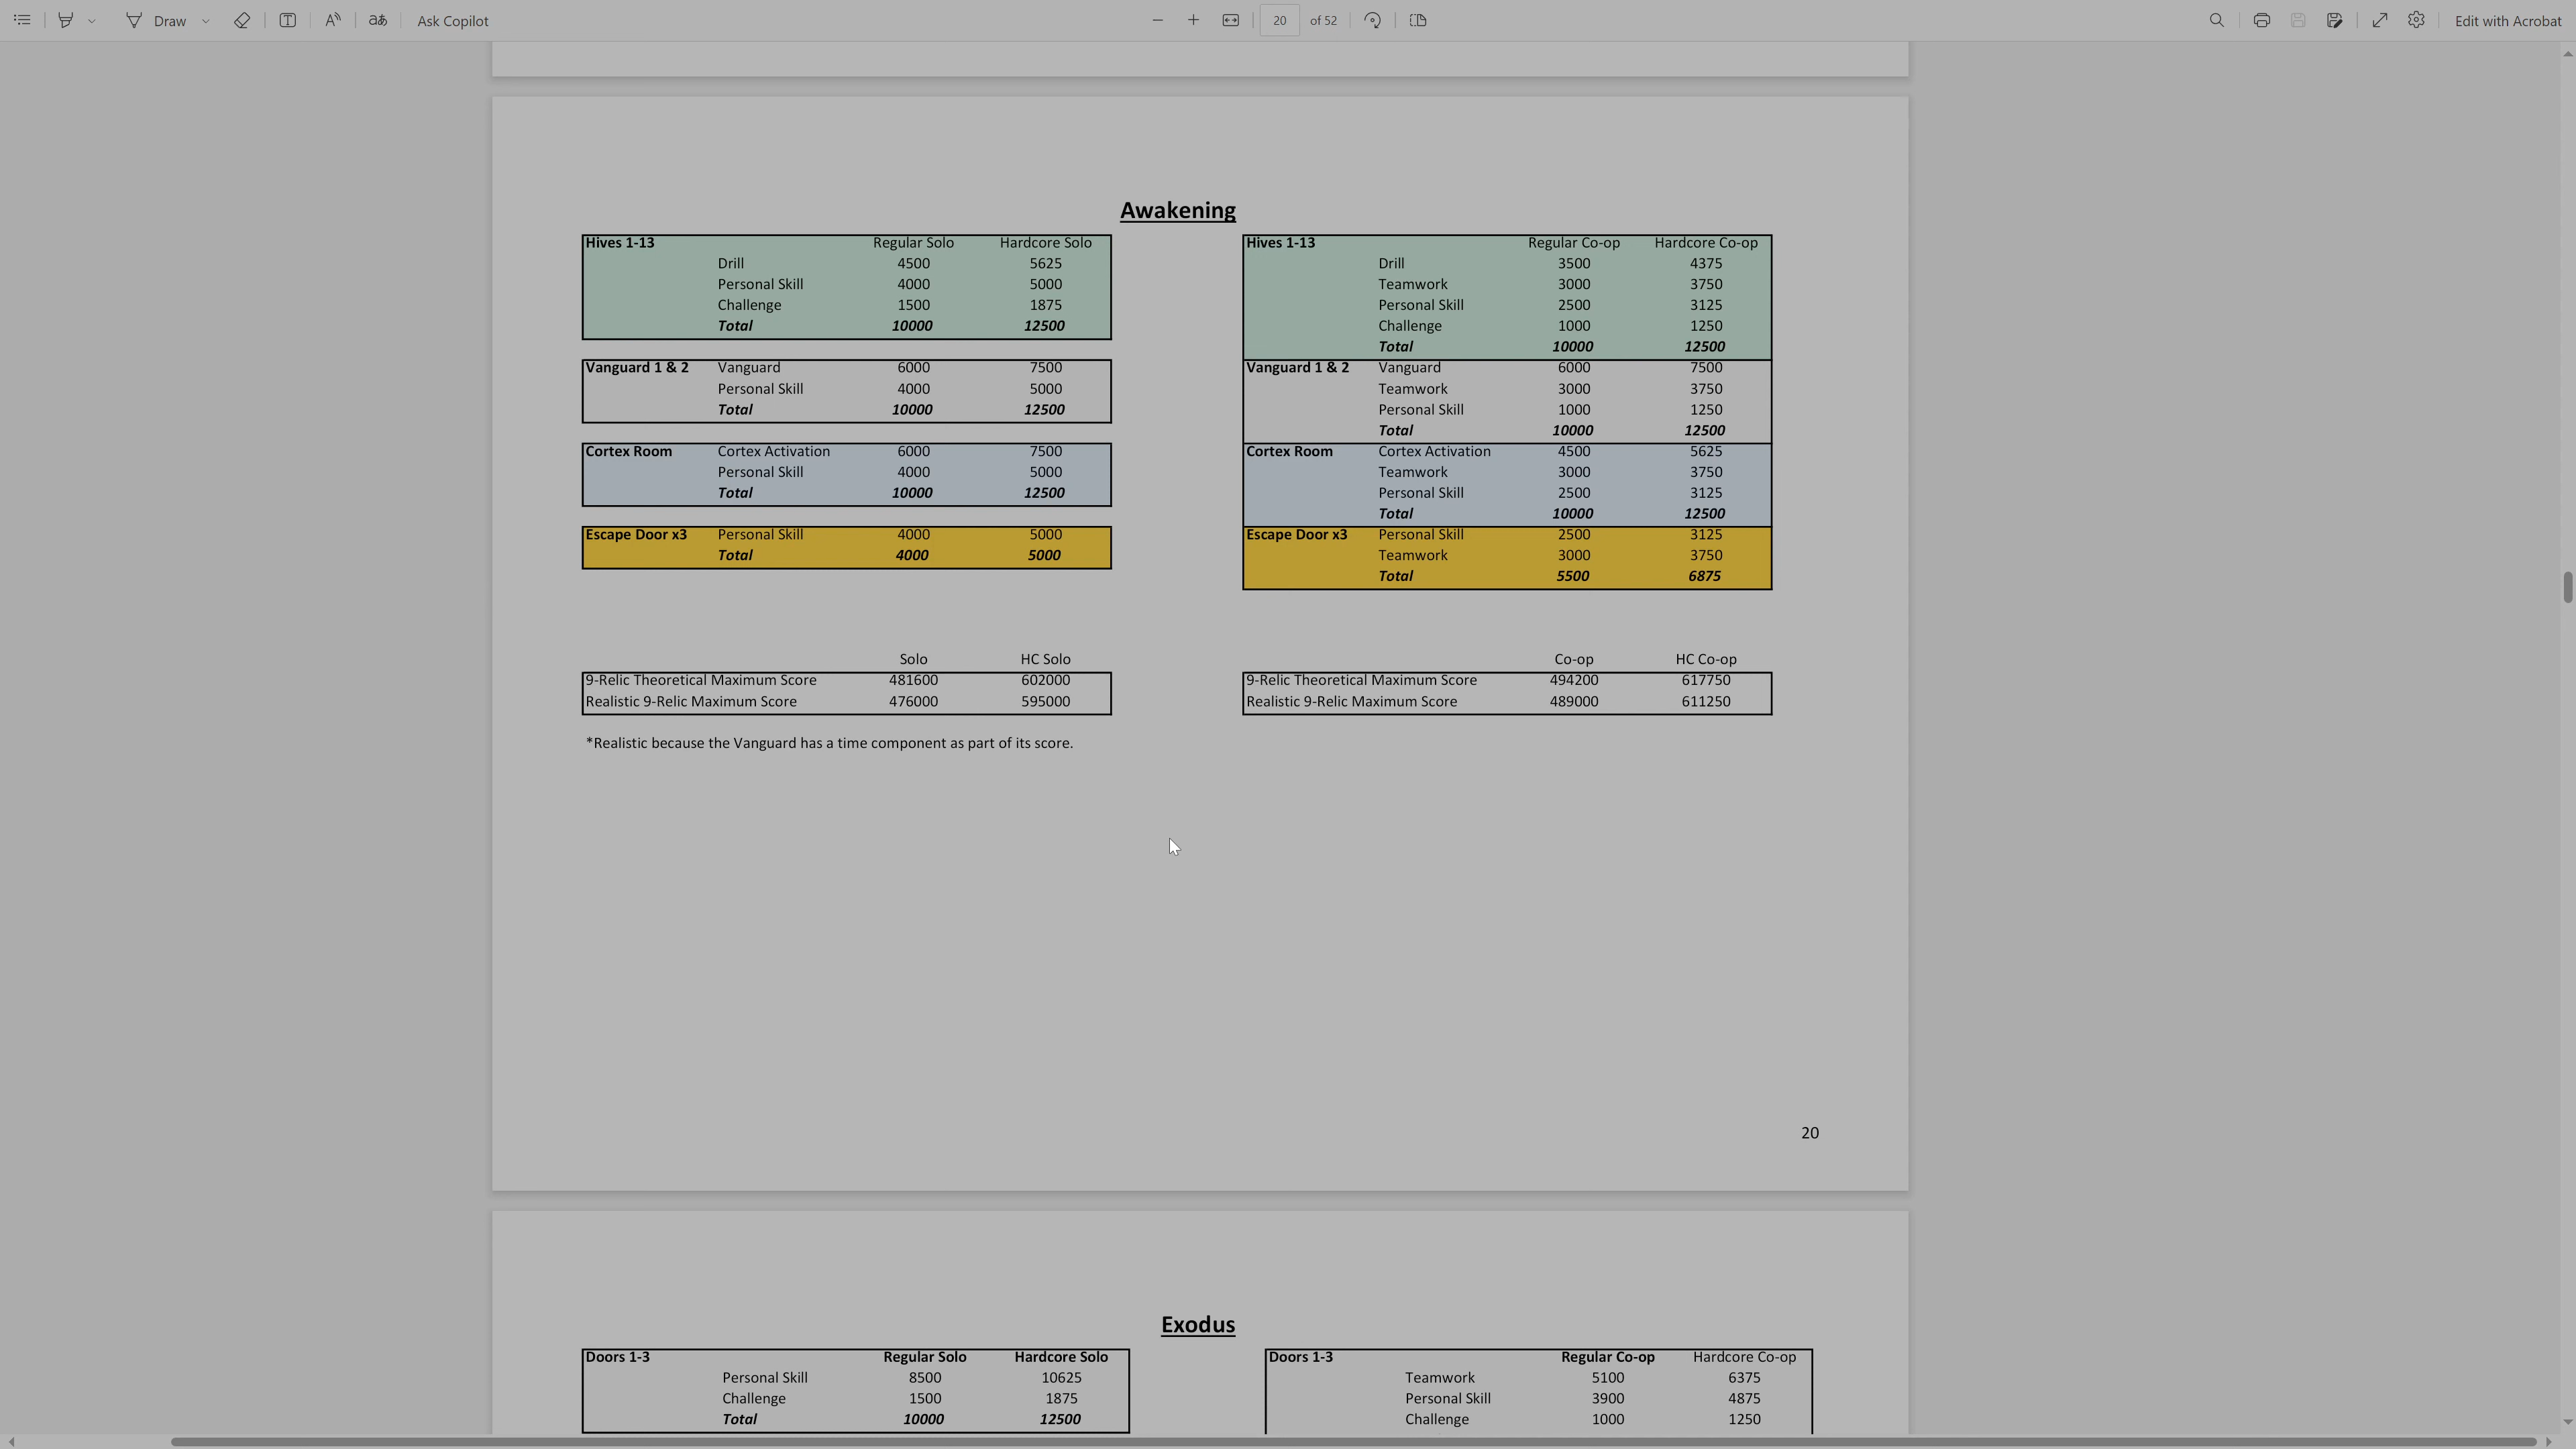 Draw Ask Copilot 20 of 52 Edit with Acrobat
Awakening
Hives 1-13 Regular Solo Hardcore Solo
Drill 4500 5625
Personal Skill 4000 5000
Challenge 1500 1875
Total 10000 12500
Vanguard 1 & 2 Vanguard 6000 7500
Personal Skill 4000 5000
Total 10000 12500
Cortex Room Cortex Activation 6000 7500
Personal Skill 4000 5000
Total 10000 12500
Escape Door x3 Personal Skill 4000 5000
Total 4000 5000
Hives 1-13 Regular Co-op Hardcore Co-op
Drill 3500 4375
Teamwork 3000 3750
Personal Skill 2500 3125
Challenge 1000 1250
Total 10000 12500
Vanguard 1 & 2 Vanguard 6000 7500
Teamwork 3000 3750
Personal Skill 1000 1250
Total 10000 12500
Cortex Room Cortex Activation 4500 5625
Teamwork 3000 3750
Personal Skill 2500 3125
Total 10000 12500
Escape Door x3 Personal Skill 2500 3125
Teamwork 3000 3750
Total 5500 6875
Solo HC Solo
9-Relic Theoretical Maximum Score 481600 602000
Realistic 9-Relic Maximum Score 476000 595000
Co-op HC Co-op
9-Relic Theoretical Maximum Score 494200 617750
Realistic 9-Relic Maximum Score 489000 611250
*Realistic because the Vanguard has a time component as part of its score.
20
Exodus
Doors 1-3 Regular Solo Hardcore Solo
Personal Skill 8500 10625
Challenge 1500 1875
Total 10000 12500
Doors 1-3 Regular Co-op Hardcore Co-op
Teamwork 5100 6375
Personal Skill 3900 4875
Challenge 1000 1250